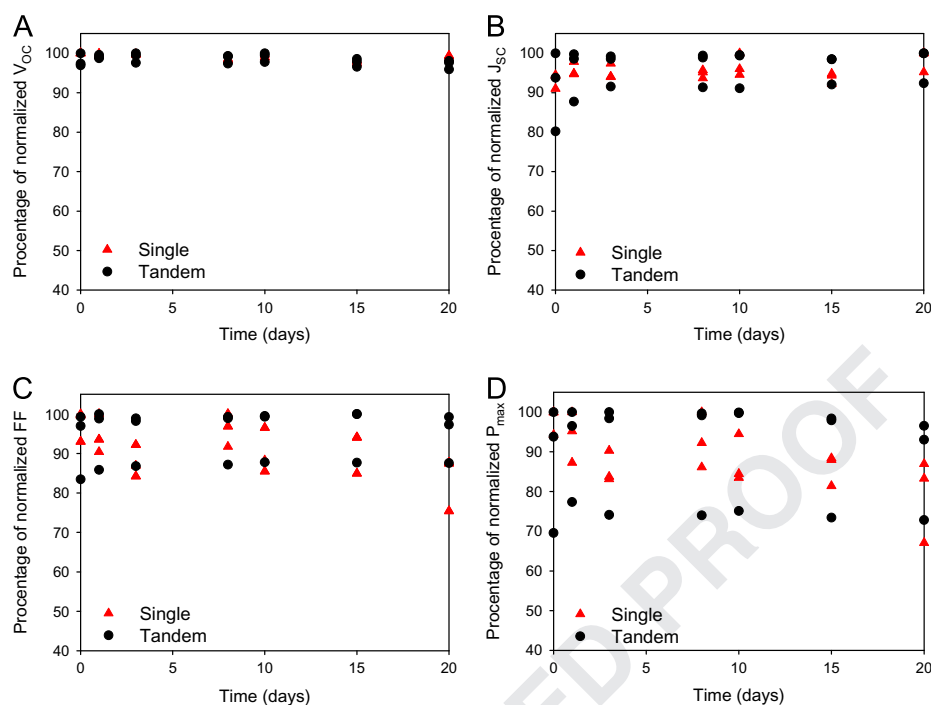 A
Procentage of normalized VOC
100
90
80
70
60
50
40
Single
Tandem
0 5 10 15 20
Time (days)
B
Procentage of normalized JSC
100
90
80
70
60
50
40
Single
Tandem
0 5 10 15 20
Time (days)
C
Procentage of normalized FF
100
90
80
70
60
50
40
Single
Tandem
0 5 10 15 20
Time (days)
D
Procentage of normalized Pmax
100
90
80
70
60
50
40
Single
Tandem
0 5 10 15 20
Time (days)
ED PROOF